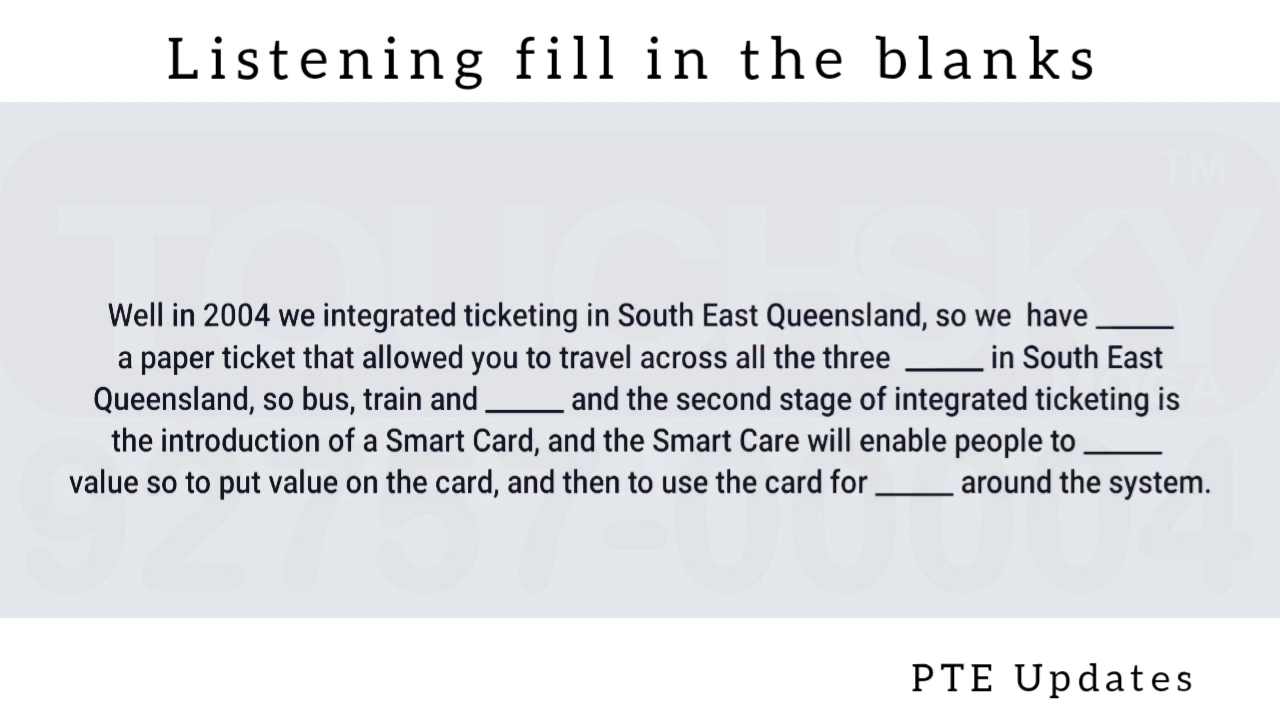 Listening fill in the blanks
TM
TOUCHSKY
Well in 2004 we integrated ticketing in South East Queensland, so we have _____
a paper ticket that allowed you to travel across all the three _____ in South East
Queensland, so bus, train and _____ and the second stage of integrated ticketing is
the introduction of a Smart Card, and the Smart Care will enable people to _____
value so to put value on the card, and then to use the card for _____ around the system.
92757-00004
PTE Updates